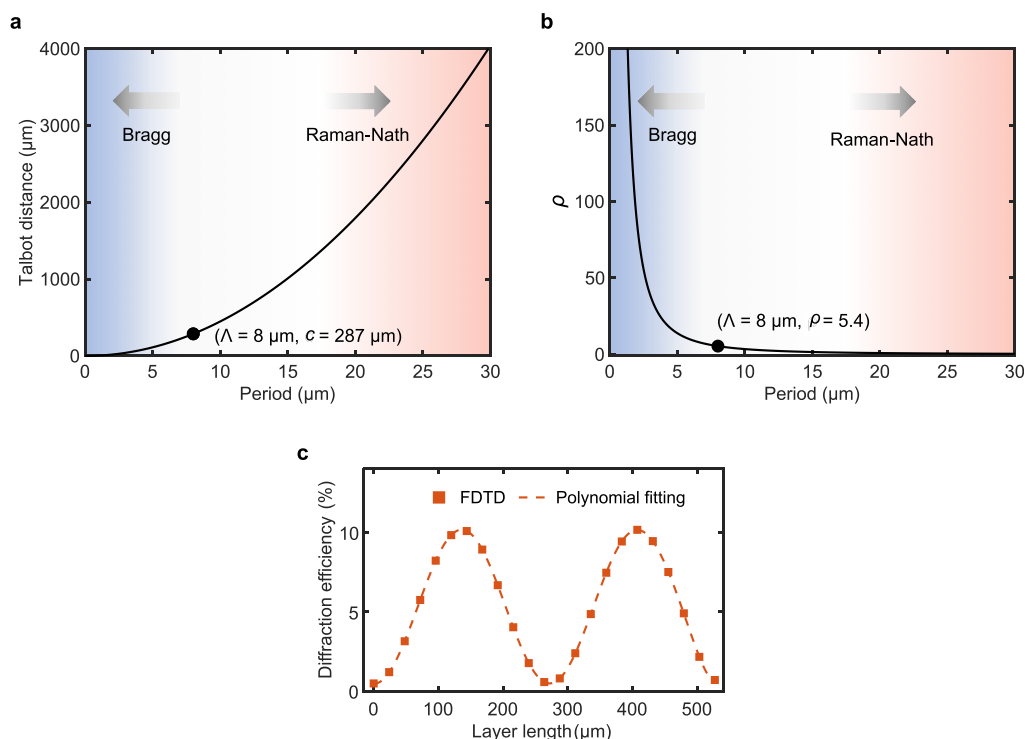 a
4000
3000
2000
1000
0
Talbot distance (μm)
Bragg
Raman-Nath
(Λ = 8 μm, c = 287 μm)
0 5 10 15 20 25 30
Period (μm)
b
200
150
100
50
0
ρ
Bragg
Raman-Nath
(Λ = 8 μm, ρ = 5.4)
0 5 10 15 20 25 30
Period (μm)
c
10
5
0
Diffraction efficiency (%)
FDTD Polynomial fitting
0 100 200 300 400 500
Layer length(μm)